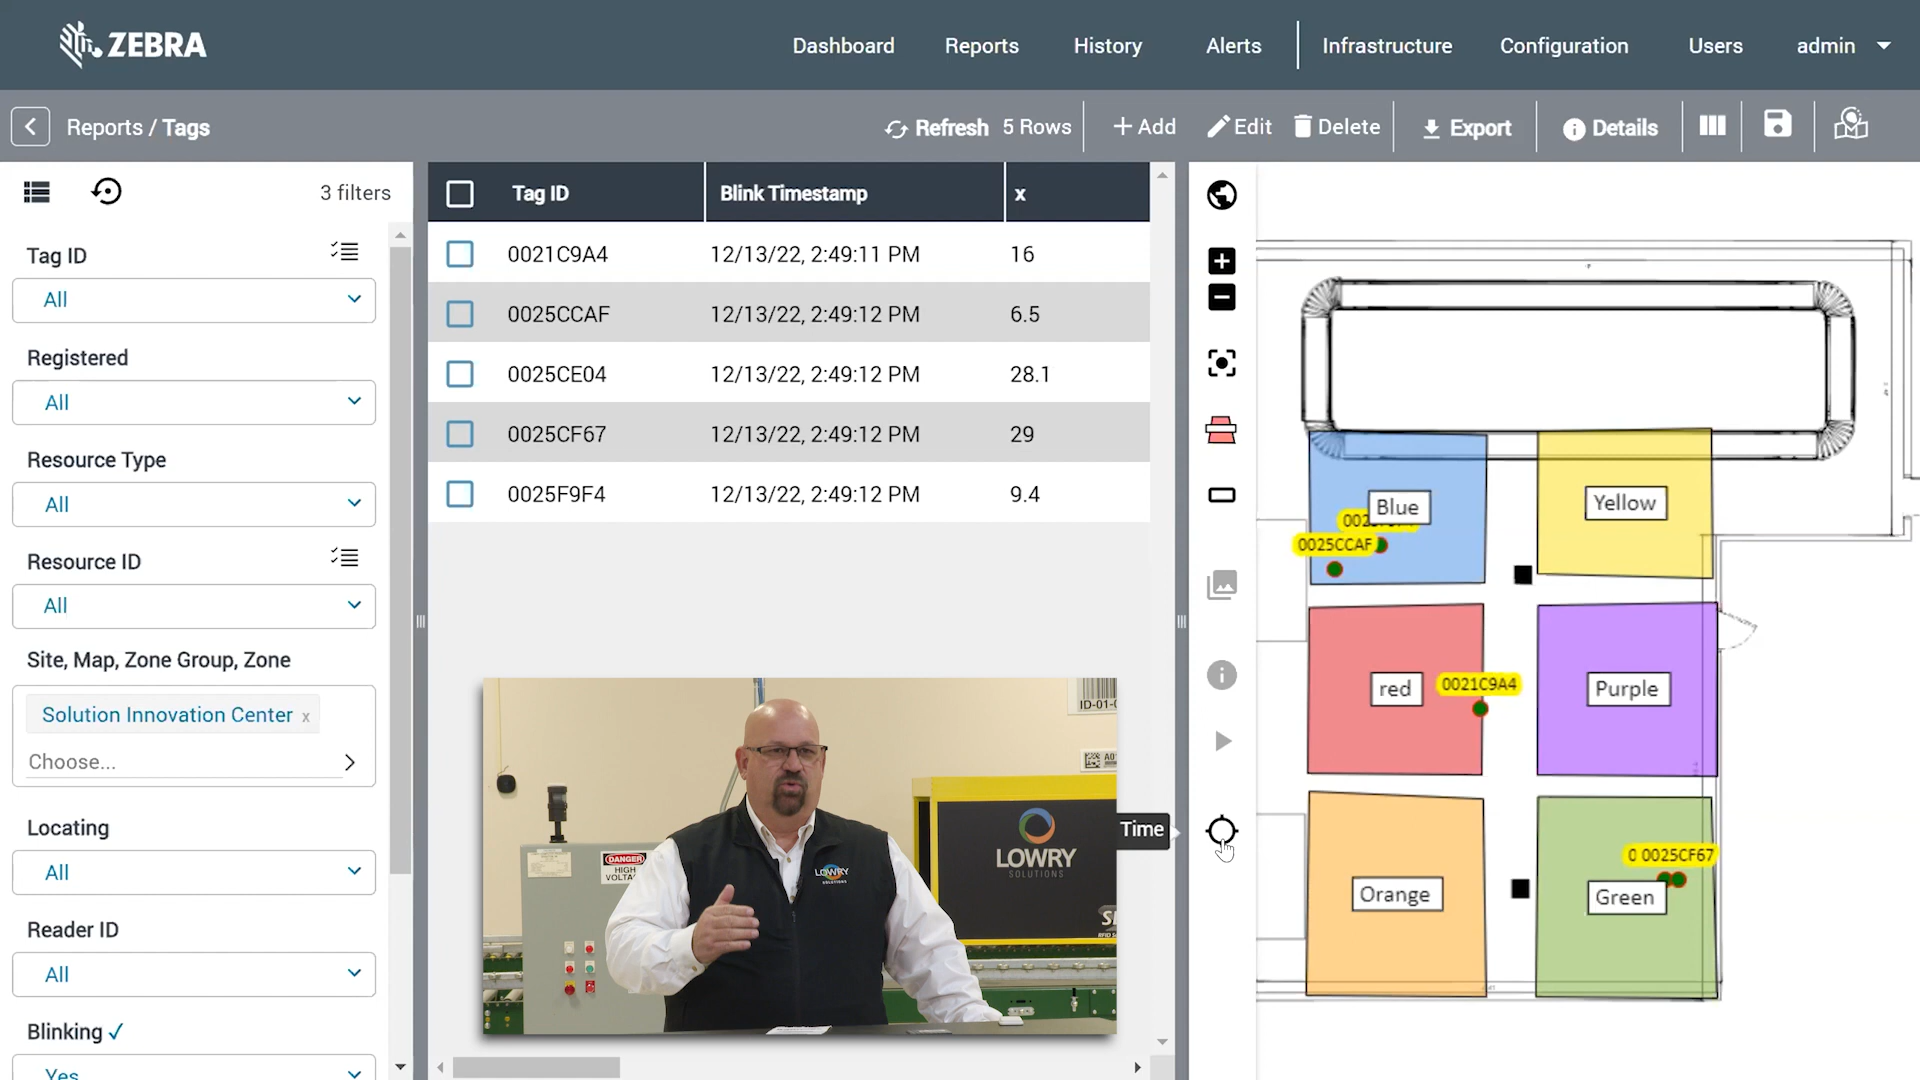 ZEBRA
Dashboard
Reports
History
Alerts
Infrastructure
Configuration
Users
admin
Reports / Tags
Refresh
5 Rows
Add
Edit
Delete
Export
Details
3 filters
Tag ID
All
Registered
All
Resource Type
All
Resource ID
All
Site, Map, Zone Group, Zone
Solution Innovation Center x
Choose...
Locating
All
Reader ID
All
Blinking ✓
Yes
Tag ID Blink Timestamp x
0021C9A4 12/13/22, 2:49:11 PM 16
0025CCAF 12/13/22, 2:49:12 PM 6.5
0025CE04 12/13/22, 2:49:12 PM 28.1
0025CF67 12/13/22, 2:49:12 PM 29
0025F9F4 12/13/22, 2:49:12 PM 9.4
DANGER
HIGH
LOWRY
SOLUTIONS
LOWRY
SOLUTIONS
Time
Blue
Yellow
0025CCAF
red
0021C9A4
Purple
Orange
0025CF67
Green